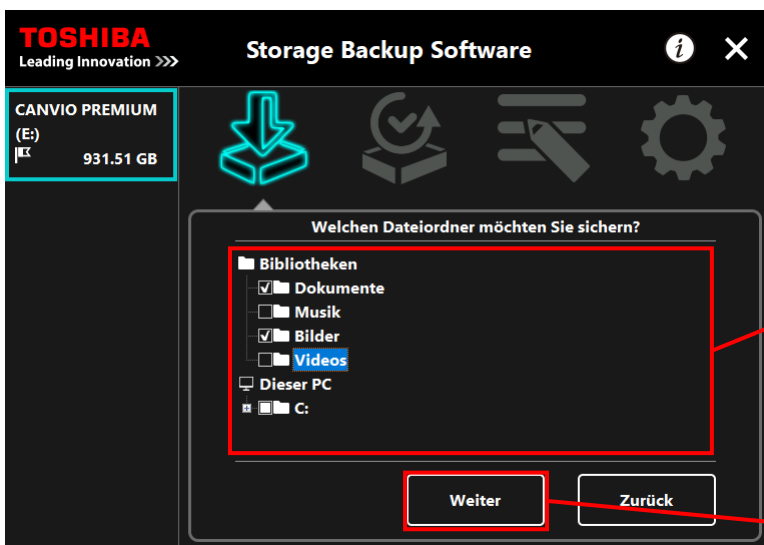 TOSHIBA
Leading Innovation >>>
Storage Backup Software
i
CANVIO PREMIUM
(E:)
931.51 GB
Welchen Dateiordner möchten Sie sichern?
Bibliotheken
Dokumente
Musik
Bilder
Videos
Dieser PC
C:
Weiter
Zurück